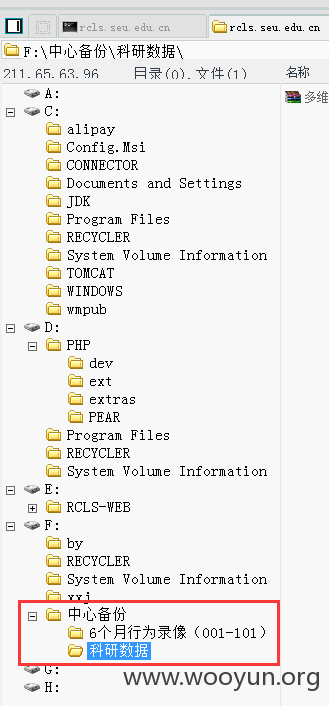 rcls.seu.edu.cn rcls.seu.edu.cn
F:\中心备份\科研数据\
211.65.63.96 目录(0),文件(1) 名称
A: 多维
C:
alipay
Config.Msi
CONNECTOR
Documents and Settings
JDK
Program Files
RECYCLER
System Volume Information
TOMCAT
WINDOWS
wmpub
D:
PHP
dev
ext
extras
PEAR
Program Files
RECYCLER
System Volume Information
E:
RCLS-WEB
F:
by
RECYCLER
System Volume Information
xxj
中心备份
6个月行为录像（001-101）
科研数据
G:
H:
www.wooyun.org